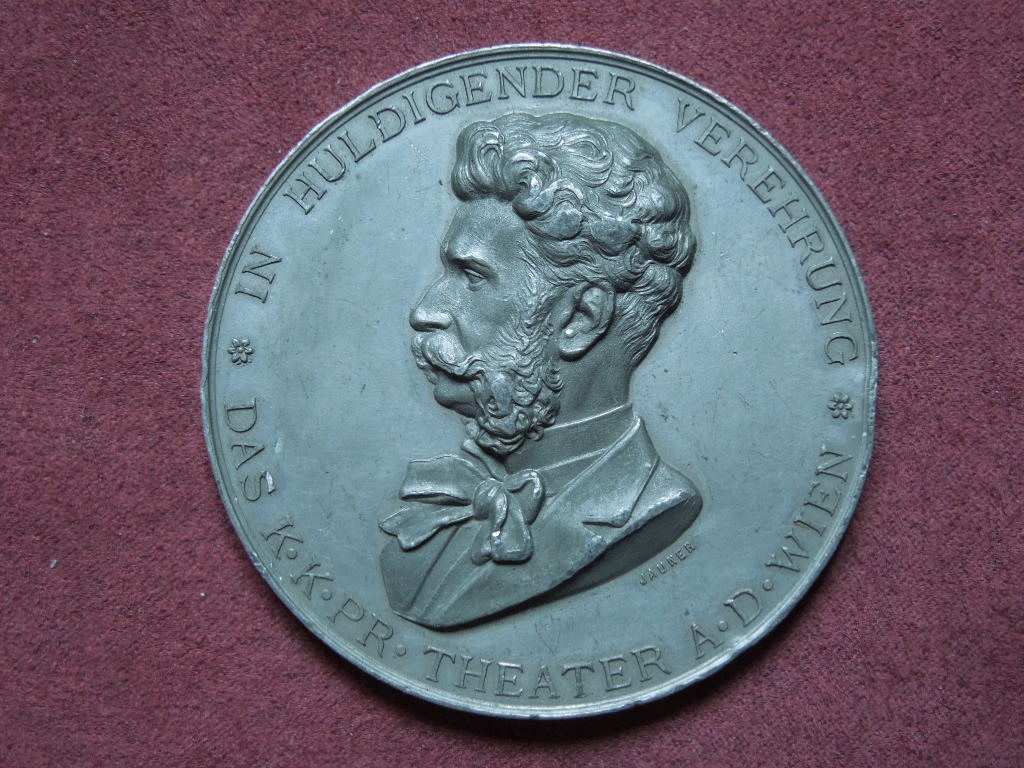 IN HULDIGENDER VEREHRUNG
DAS K·K·PR· THEATER A·D·WIEN
JAUNER